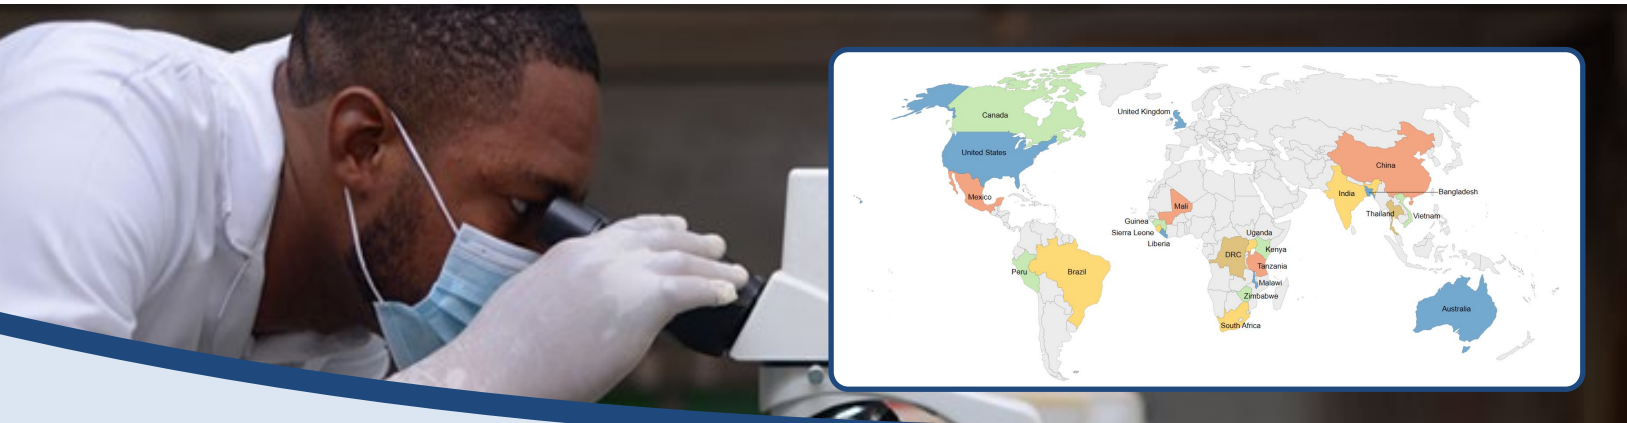 Canada
United Kingdom
United States
China
Mexico
India
Bangladesh
Mali
Thailand
Vietnam
Guinea
Sierra Leone
Liberia
Uganda
Kenya
DRC
Tanzania
Peru
Brazil
Malawi
Zimbabwe
South Africa
Australia